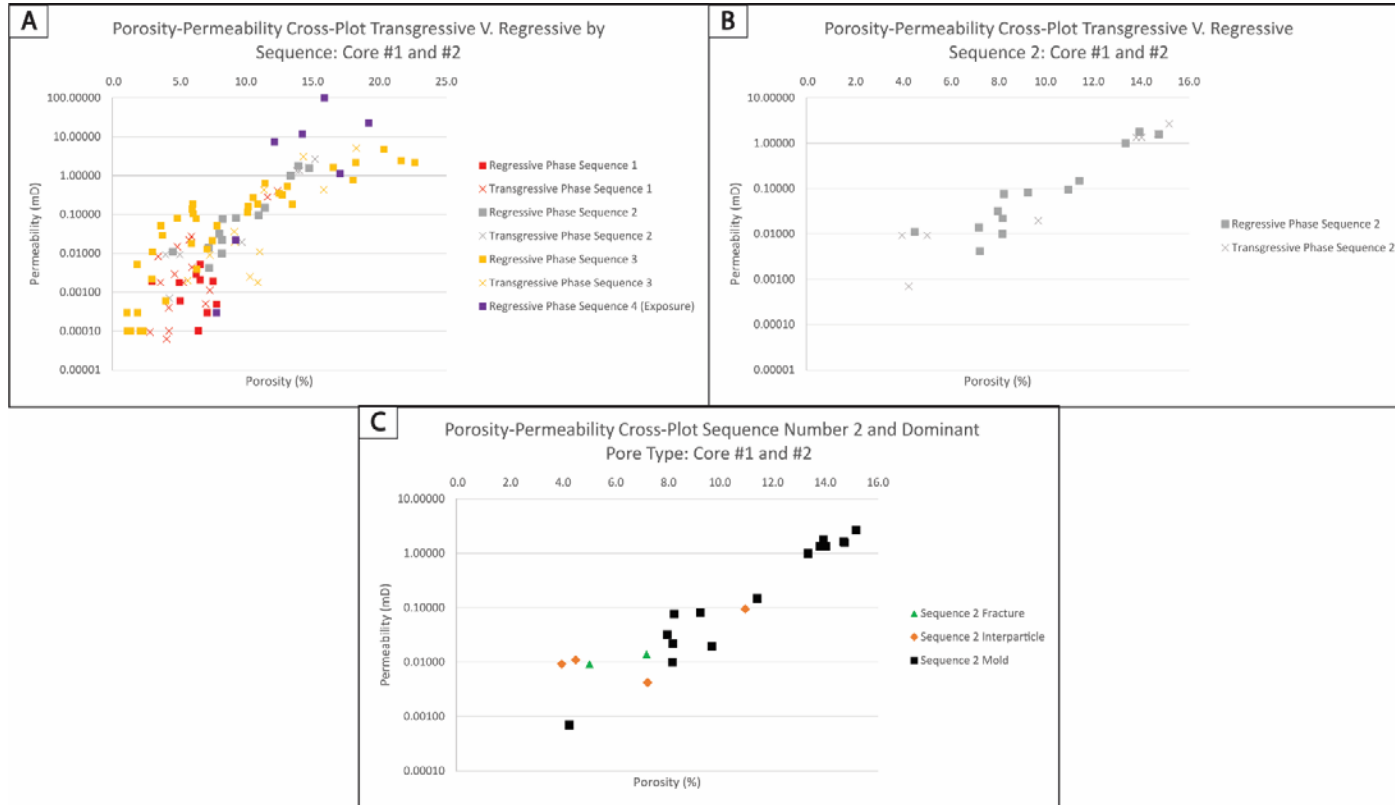 A
Porosity-Permeability Cross-Plot Transgressive V. Regressive by
Sequence: Core #1 and #2
0.0 5.0 10.0 15.0 20.0 25.0
100.00000
10.00000
1.00000
0.10000
0.01000
0.00100
0.00010
0.00001
Permeability (mD)
Porosity (%)
Regressive Phase Sequence 1
Transgressive Phase Sequence 1
Regressive Phase Sequence 2
Transgressive Phase Sequence 2
Regressive Phase Sequence 3
Transgressive Phase Sequence 3
Regressive Phase Sequence 4 (Exposure)
B
Porosity-Permeability Cross-Plot Transgressive V. Regressive
Sequence 2: Core #1 and #2
0.0 2.0 4.0 6.0 8.0 10.0 12.0 14.0 16.0
10.00000
1.00000
0.10000
0.01000
0.00100
0.00010
0.00001
Permeability (mD)
Porosity (%)
Regressive Phase Sequence 2
Transgressive Phase Sequence 2
C
Porosity-Permeability Cross-Plot Sequence Number 2 and Dominant
Pore Type: Core #1 and #2
0.0 2.0 4.0 6.0 8.0 10.0 12.0 14.0 16.0
10.00000
1.00000
0.10000
0.01000
0.00100
0.00010
Permeability (mD)
Porosity (%)
Sequence 2 Fracture
Sequence 2 Interparticle
Sequence 2 Mold